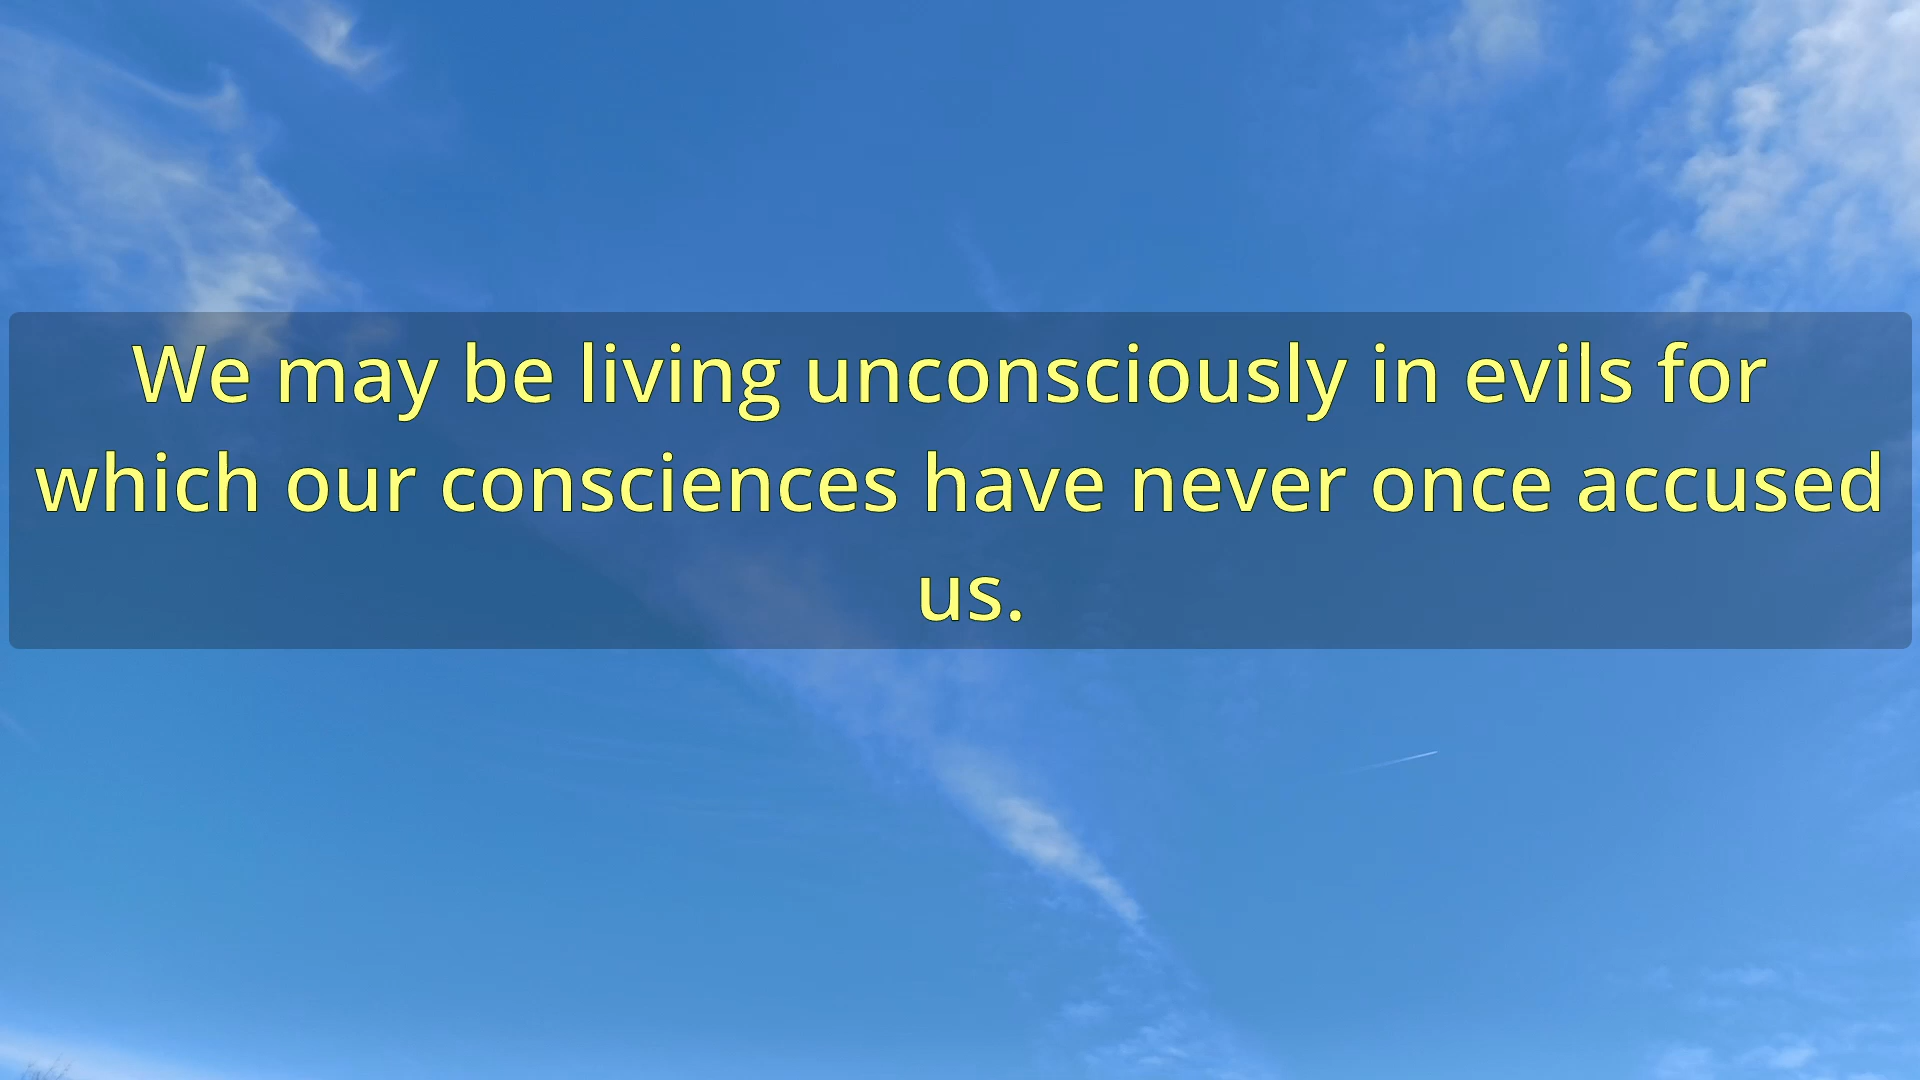 We may be living unconsciously in evils for
which our consciences have never once accused
us.